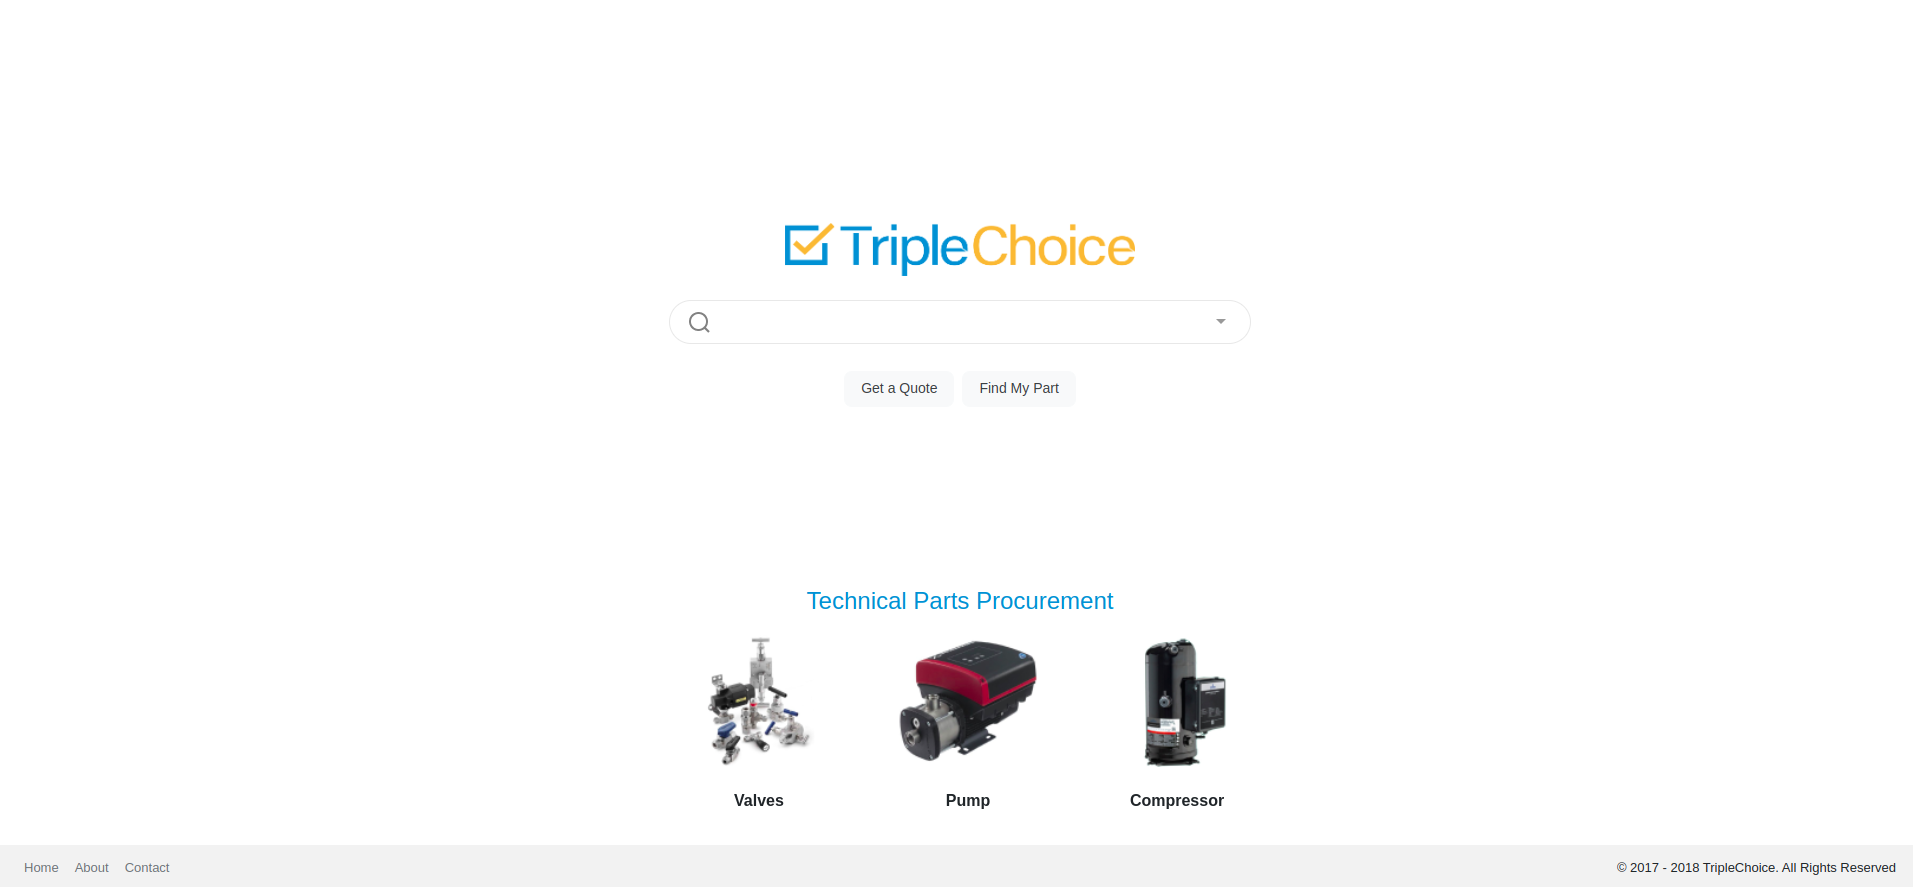 TripleChoice
Get a Quote
Find My Part
Technical Parts Procurement
Valves
Pump
Compressor
Home
About
Contact
© 2017 - 2018 TripleChoice. All Rights Reserved